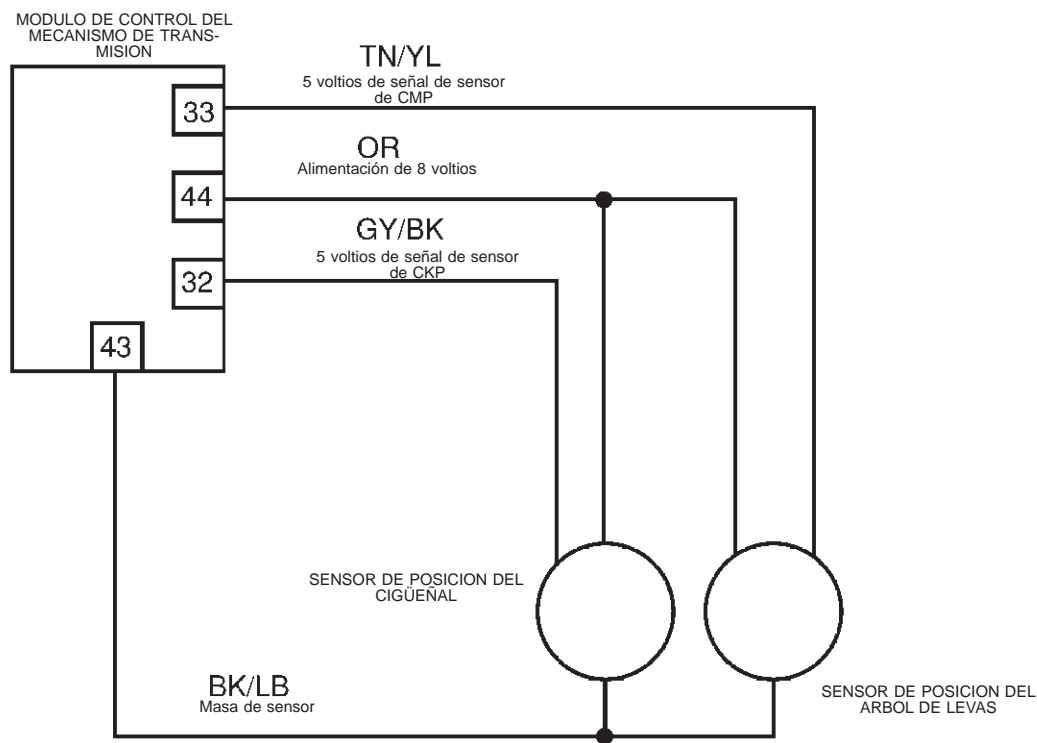 MODULO DE CONTROL DEL
MECANISMO DE TRANS-
MISION
33
TN/YL
5 voltios de señal de sensor
de CMP
44
OR
Alimentación de 8 voltios
32
GY/BK
5 voltios de señal de sensor
de CKP
43
SENSOR DE POSICION DEL
CIGÜEÑAL
BK/LB
Masa de sensor
SENSOR DE POSICION DEL
ARBOL DE LEVAS